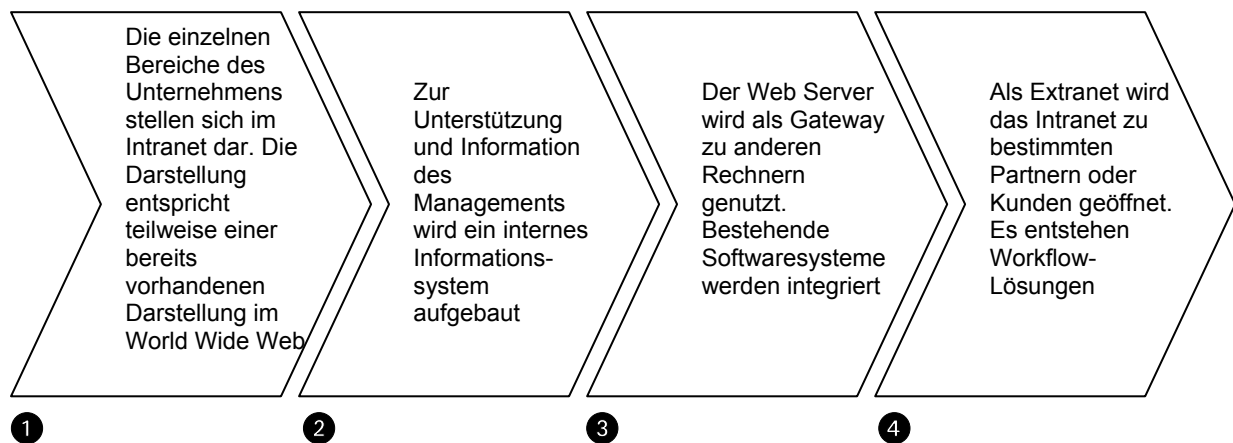 Die einzelnen
Bereiche des
Unternehmens
stellen sich im
Intranet dar. Die
Darstellung
entspricht
teilweise einer
bereits
vorhandenen
Darstellung im
World Wide Web
Zur
Unterstützung
und Information
des
Managements
wird ein internes
Informations-
system
aufgebaut
Der Web Server
wird als Gateway
zu anderen
Rechnern
genutzt.
Bestehende
Softwaresysteme
werden integriert
Als Extranet wird
das Intranet zu
bestimmten
Partnern oder
Kunden geöffnet.
Es entstehen
Workflow-
Lösungen
1
2
3
4